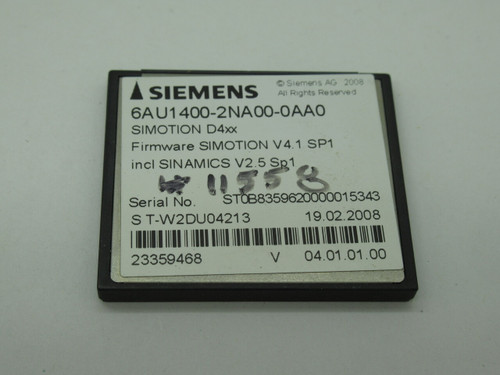 SIEMENS
© Siemens AG 2008
All Rights Reserved
6AU1400-2NA00-0AA0
SIMOTION D4xx
Firmware SIMOTION V4.1 SP1
incl SINAMICS V2.5 Sp1
# 11558
Serial No. ST0B8359620000015343
S T-W2DU04213 19.02.2008
23359468 V 04.01.01.00